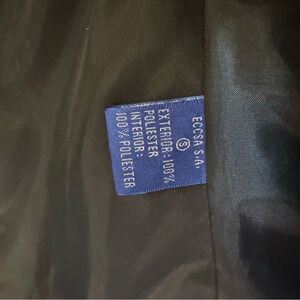 ECCSA S.A.
Ⓢ
EXTERIOR: 100%
POLIESTER
INTERIOR:
100% POLIESTER